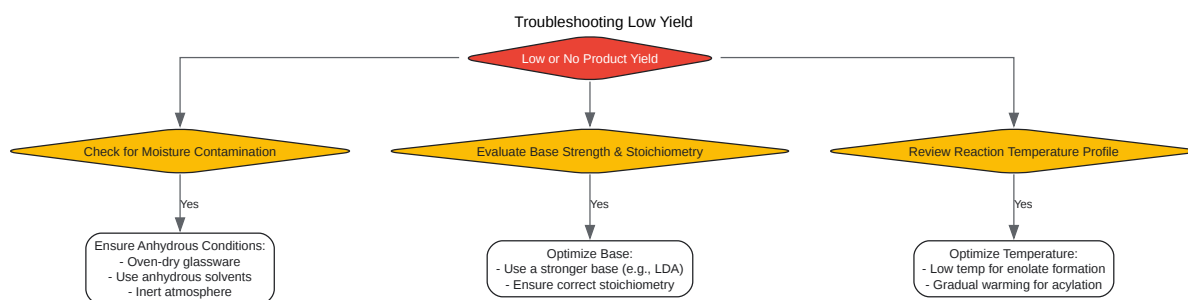 Troubleshooting Low Yield
Low or No Product Yield
Check for Moisture Contamination
Evaluate Base Strength & Stoichiometry
Review Reaction Temperature Profile
Yes
Yes
Yes
Ensure Anhydrous Conditions:
- Oven-dry glassware
- Use anhydrous solvents
- Inert atmosphere
Optimize Base:
- Use a stronger base (e.g., LDA)
- Ensure correct stoichiometry
Optimize Temperature:
- Low temp for enolate formation
- Gradual warming for acylation